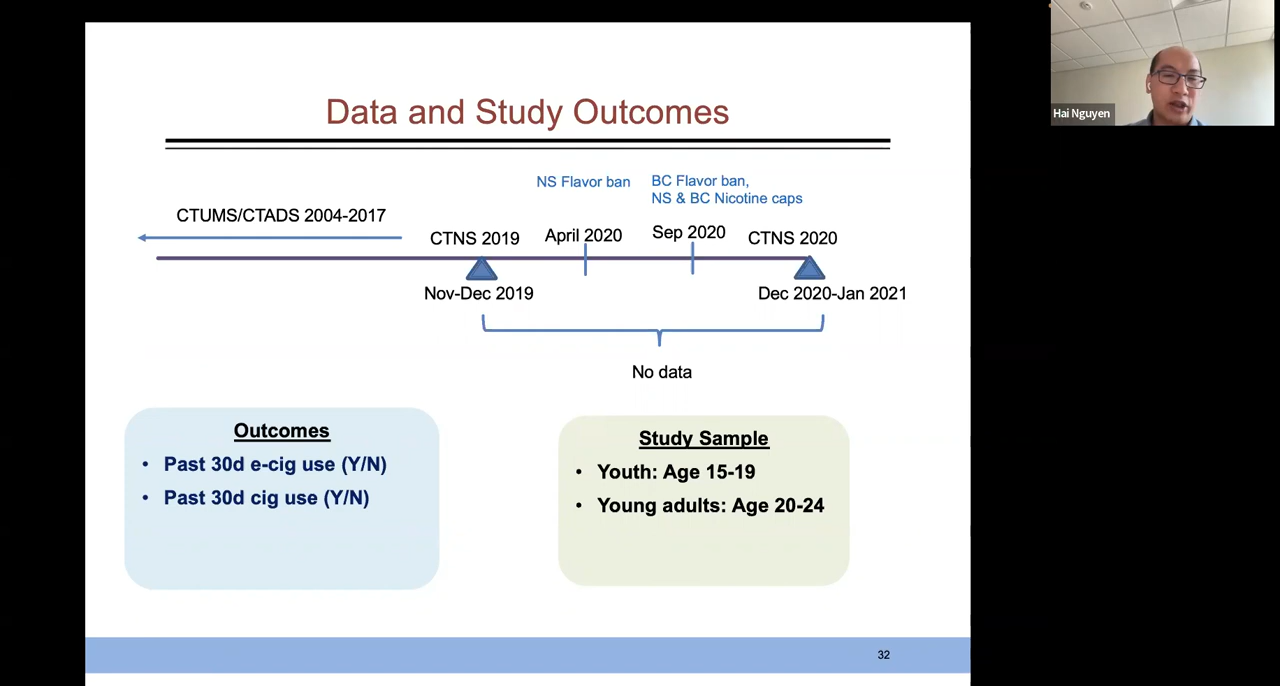 Data and Study Outcomes
NS Flavor ban
BC Flavor ban,
NS & BC Nicotine caps
CTUMS/CTADS 2004-2017
CTNS 2019
April 2020
Sep 2020
CTNS 2020
Nov-Dec 2019
Dec 2020-Jan 2021
No data
Outcomes
• Past 30d e-cig use (Y/N)
• Past 30d cig use (Y/N)
Study Sample
• Youth: Age 15-19
• Young adults: Age 20-24
32
Hai Nguyen